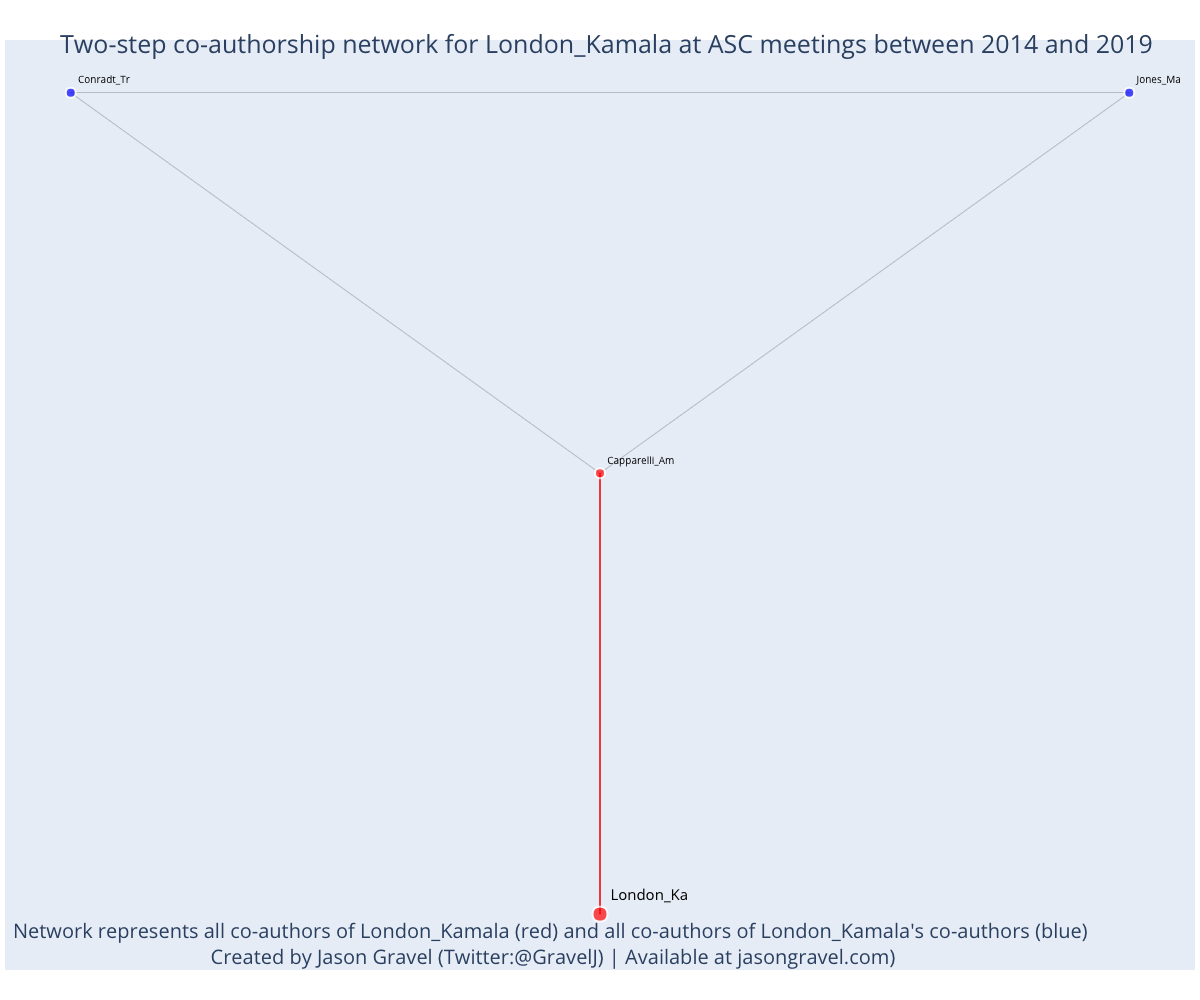 Two-step co-authorship network for London_Kamala at ASC meetings between 2014 and 2019
Conradt_Tr
Jones_Ma
Capparelli_Am
London_Ka
Network represents all co-authors of London_Kamala (red) and all co-authors of London_Kamala's co-authors (blue)
Created by Jason Gravel (Twitter:@GravelJ) | Available at jasongravel.com)